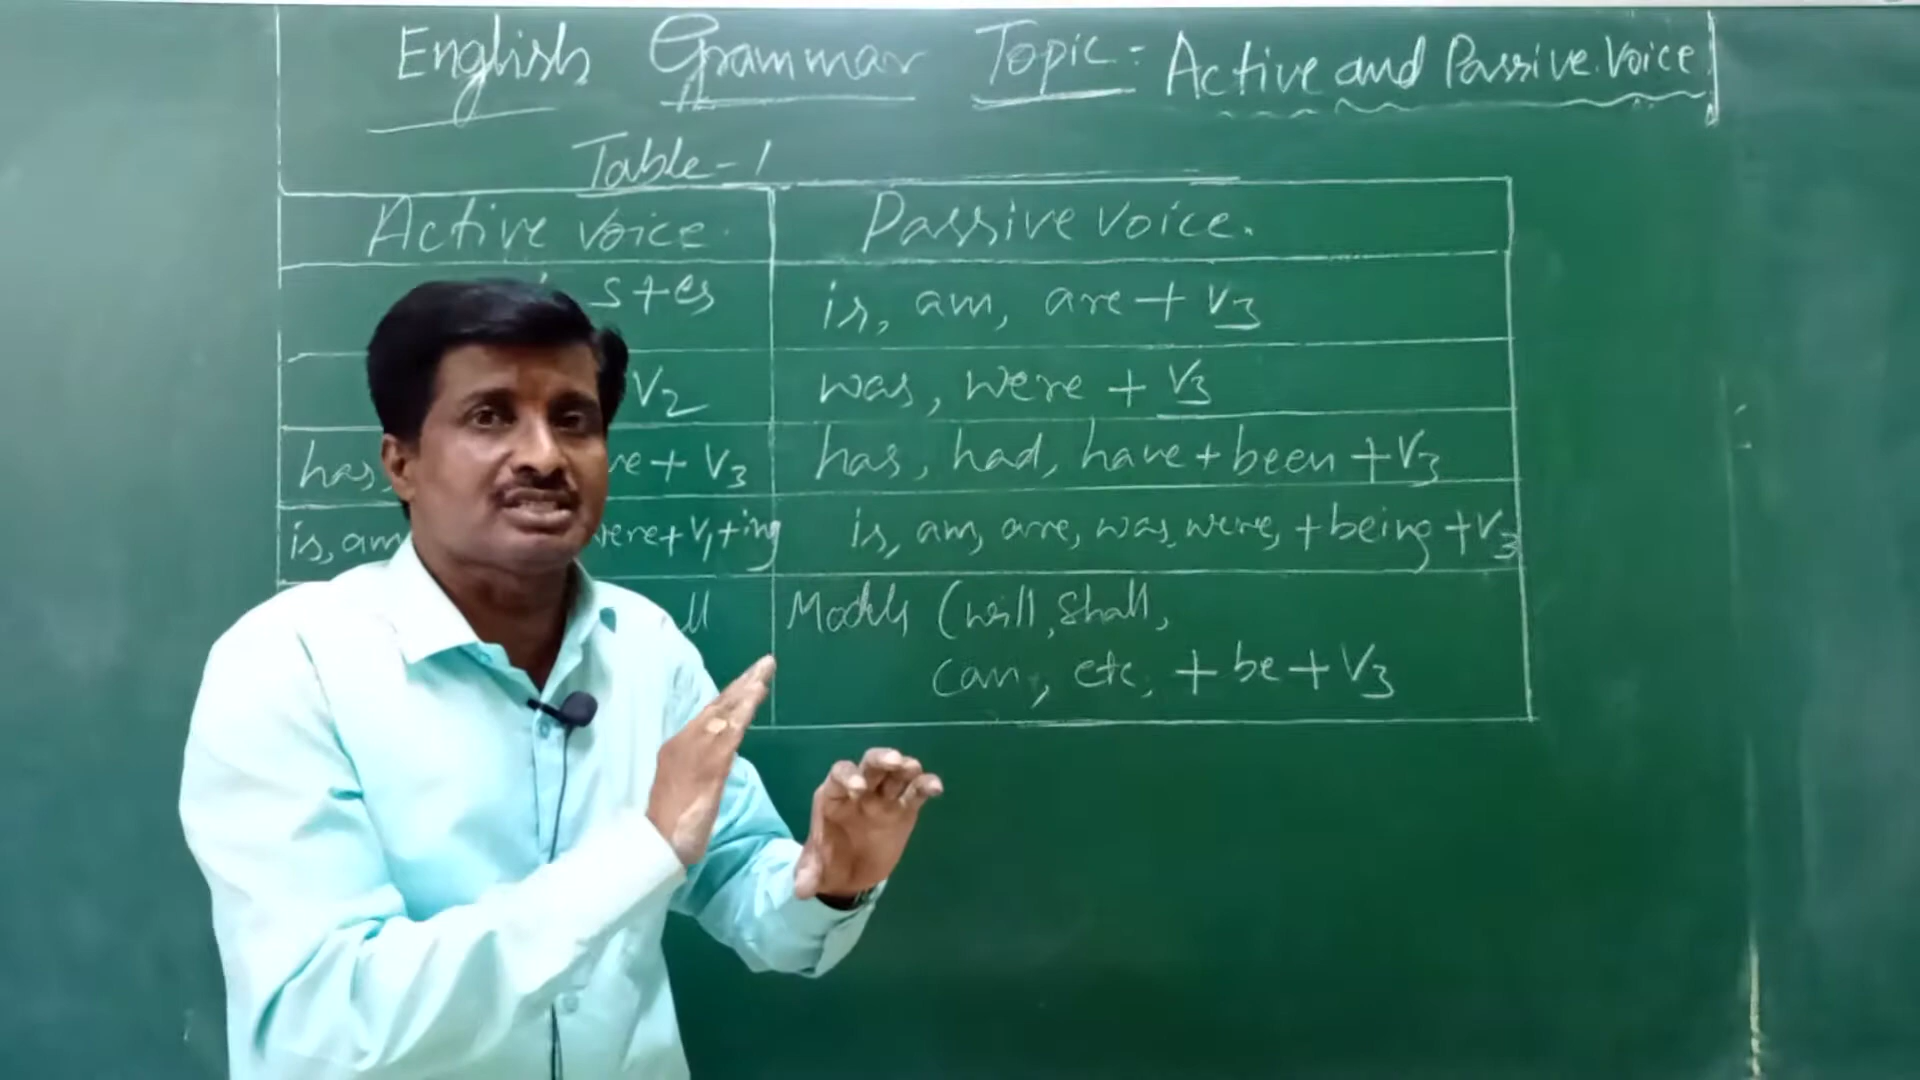 English Grammar Topic: Active and Passive Voice
Table-1
Active voice. Passive voice.
s+es is, am, are + V3
V2 was, were + V3
has, ve + V3 has, had, have + been + V3
is, am ere + V1 + ing is, am, are, was, were, + being + V3
ll Modls (will, shall,
can, etc, + be + V3